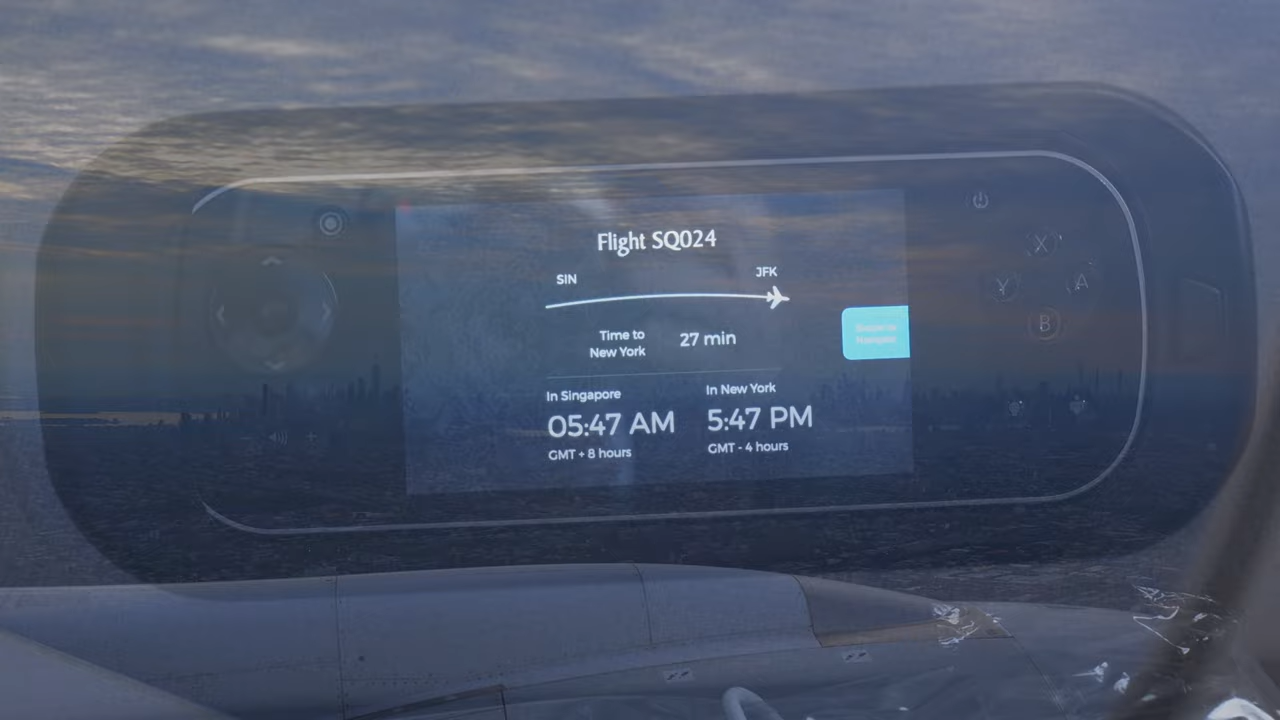 Flight SQ024
SIN
JFK
Time to
New York
27 min
In Singapore
In New York
05:47 AM
5:47 PM
GMT + 8 hours
GMT - 4 hours
X
Y
A
B